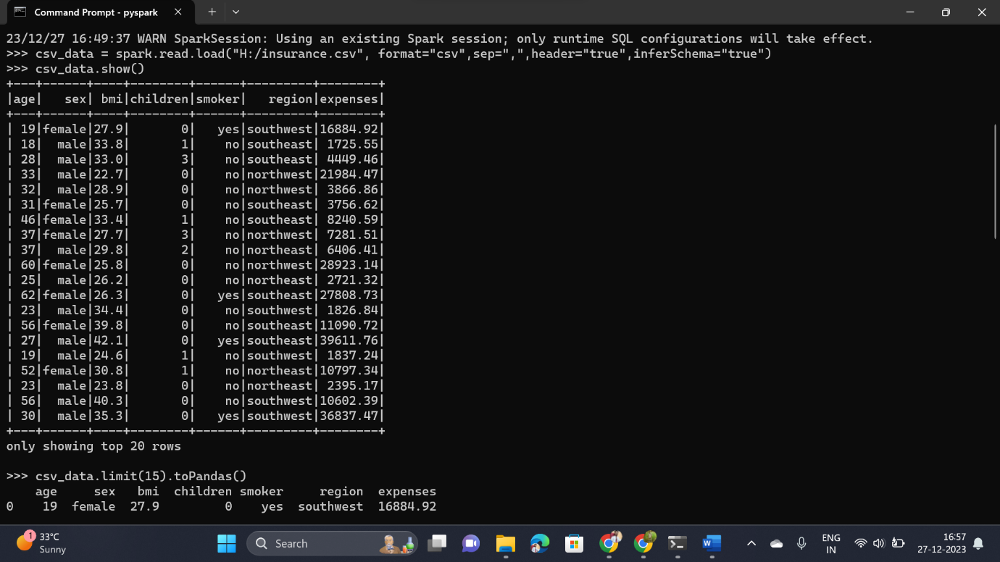 Command Prompt - pyspark
23/12/27 16:49:37 WARN SparkSession: Using an existing Spark session; only runtime SQL configurations will take effect.
>>> csv_data = spark.read.load("H:/insurance.csv", format="csv",sep=",",header="true",inferSchema="true")
>>> csv_data.show()
+---+------+----+--------+------+---------+--------+
|age|   sex| bmi|children|smoker|   region|expenses|
+---+------+----+--------+------+---------+--------+
| 19|female|27.9|       0|   yes|southwest|16884.92|
| 18|  male|33.8|       1|    no|southeast| 1725.55|
| 28|  male|33.0|       3|    no|southeast| 4449.46|
| 33|  male|22.7|       0|    no|northwest|21984.47|
| 32|  male|28.9|       0|    no|northwest| 3866.86|
| 31|female|25.7|       0|    no|southeast| 3756.62|
| 46|female|33.4|       1|    no|southeast| 8240.59|
| 37|female|27.7|       3|    no|northwest| 7281.51|
| 37|  male|29.8|       2|    no|northeast| 6406.41|
| 60|female|25.8|       0|    no|northwest|28923.14|
| 25|  male|26.2|       0|    no|northeast| 2721.32|
| 62|female|26.3|       0|   yes|southeast|27808.73|
| 23|  male|34.4|       0|    no|southwest| 1826.84|
| 56|female|39.8|       0|    no|southeast|11090.72|
| 27|  male|42.1|       0|   yes|southeast|39611.76|
| 19|  male|24.6|       1|    no|southwest| 1837.24|
| 52|female|30.8|       1|    no|northeast|10797.34|
| 23|  male|23.8|       0|    no|northeast| 2395.17|
| 56|  male|40.3|       0|    no|southwest|10602.39|
| 30|  male|35.3|       0|   yes|southwest|36837.47|
+---+------+----+--------+------+---------+--------+
only showing top 20 rows
>>> csv_data.limit(15).toPandas()
    age     sex   bmi  children smoker     region  expenses
0    19  female  27.9         0    yes  southwest  16884.92
1
33°C
Sunny
Search
ENG
IN
16:57
27-12-2023